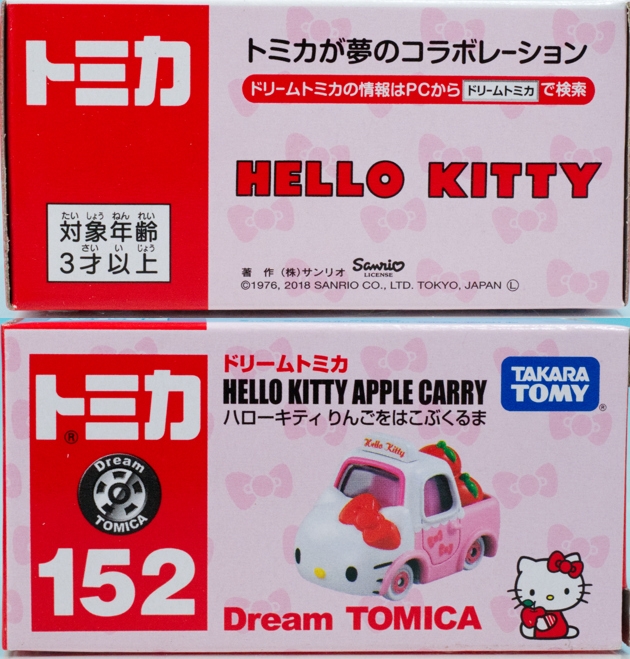 トミカ
トミカが夢のコラボレーション
ドリームトミカの情報はPCから ドリームトミカ で検索
HELLO KITTY
たい しょう ねん れい
対象年齢
さい い じょう
3才以上
著作(株)サンリオ Sanrio LICENSE
©1976, 2018 SANRIO CO., LTD. TOKYO, JAPAN Ⓛ
トミカ®
ドリームトミカ
HELLO KITTY APPLE CARRY
ハローキティ りんごをはこぶくるま
TAKARA
TOMY®
Hello Kitty
Dream
TOMICA
152
Dream TOMICA